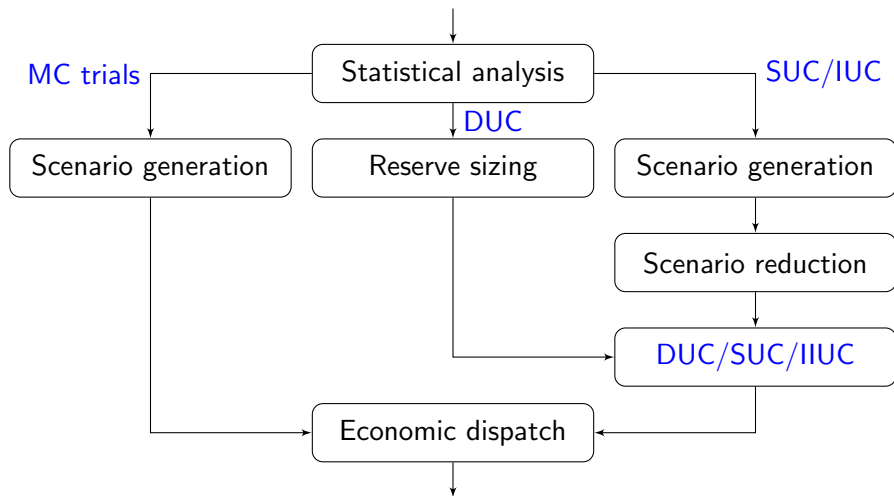 Statistical analysis
MC trials
SUC/IUC
DUC
Scenario generation
Reserve sizing
Scenario generation
Scenario reduction
DUC/SUC/IIUC
Economic dispatch